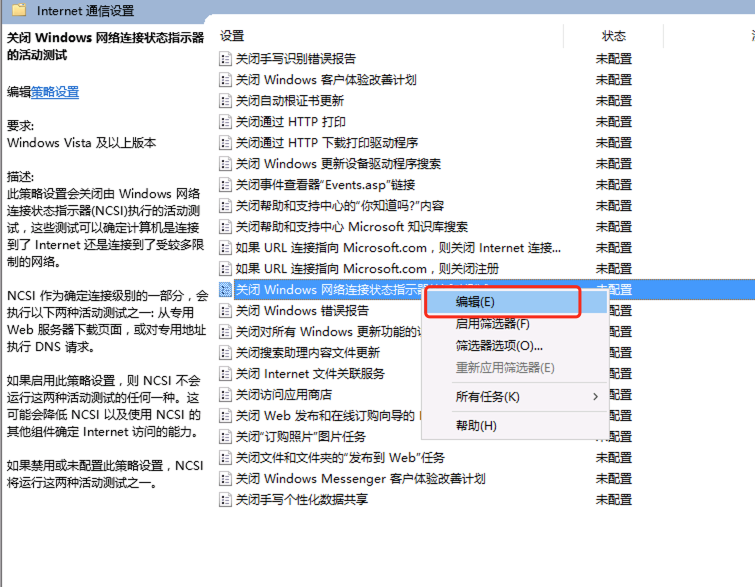 Internet 通信设置
关闭 Windows 网络连接状态指示器
的活动测试
编辑策略设置
要求:
Windows Vista 及以上版本
描述:
此策略设置会关闭由 Windows 网络
连接状态指示器(NCSI)执行的活动测
试，这些测试可以确定计算机是连接
到了 Internet 还是连接到了受较多限
制的网络。
NCSI 作为确定连接级别的一部分，会
执行以下两种活动测试之一: 从专用
Web 服务器下载页面，或对专用地址
执行 DNS 请求。
如果启用此策略设置，则 NCSI 不会
运行这两种活动测试的任何一种。这
可能会降低 NCSI 以及使用 NCSI 的
其他组件确定 Internet 访问的能力。
如果禁用或未配置此策略设置，NCSI
将运行这两种活动测试之一。
设置 状态
关闭手写识别错误报告 未配置
关闭 Windows 客户体验改善计划 未配置
关闭自动根证书更新 未配置
关闭通过 HTTP 打印 未配置
关闭通过 HTTP 下载打印驱动程序 未配置
关闭 Windows 更新设备驱动程序搜索 未配置
关闭事件查看器“Events.asp”链接 未配置
关闭帮助和支持中心的“你知道吗?”内容 未配置
关闭帮助和支持中心 Microsoft 知识库搜索 未配置
如果 URL 连接指向 Microsoft.com，则关闭 Internet 连接... 未配置
如果 URL 连接指向 Microsoft.com，则关闭注册 未配置
关闭 Windows 网络连接状态指示器 未配置
关闭 Windows 错误报告 未配置
关闭对所有 Windows 更新功能的 未配置
关闭搜索助理内容文件更新 未配置
关闭 Internet 文件关联服务 未配置
关闭访问应用商店 未配置
关闭 Web 发布和在线订购向导的 未配置
关闭“订购照片”图片任务 未配置
关闭文件和文件夹的“发布到 Web”任务 未配置
关闭 Windows Messenger 客户体验改善计划 未配置
关闭手写个性化数据共享 未配置
编辑(E)
启用筛选器(F)
筛选器选项(O)...
重新应用筛选器(E)
所有任务(K)
帮助(H)